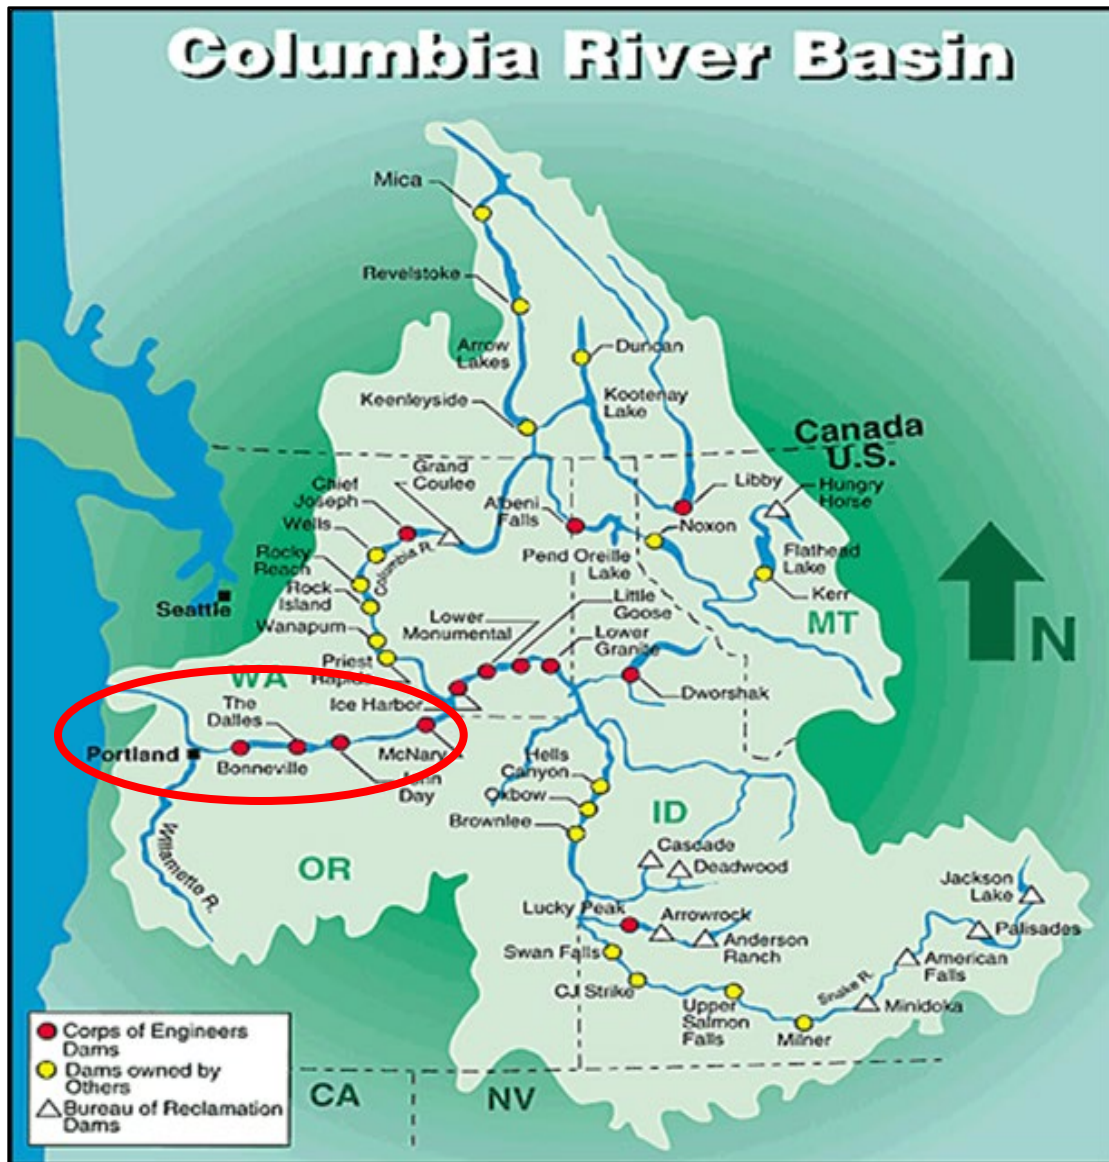 Columbia River Basin
Mica
Revelstoke
Arrow
Lakes
Duncan
Kootenay
Lake
Keenleyside
Canada
U.S.
Grand
Coulee
Chief
Joseph
Wells
Albeni
Falls
Libby
Hungry
Horse
Noxon
Columbia R.
Rocky
Reach
Pend Oreille
Lake
Flathead
Lake
Rock
Island
Kerr
Seattle
Little
Goose
Lower
Monumental
Wanapum
Lower
Granite
MT
N
Priest
Rapids
WA
Dworshak
Ice Harbor
The
Dalles
Portland
Bonneville
McNary
John
Day
Hells
Canyon
Oxbow
Brownlee
ID
Willamette R.
OR
Cascade
Deadwood
Jackson
Lake
Lucky Peak
Arrowrock
Palisades
Anderson
Ranch
Swan Falls
American
Falls
CJ Strike
Snake R.
Upper
Salmon
Falls
Minidoka
Milner
Corps of Engineers
Dams
Dams owned by
Others
Bureau of Reclamation
Dams
CA
NV